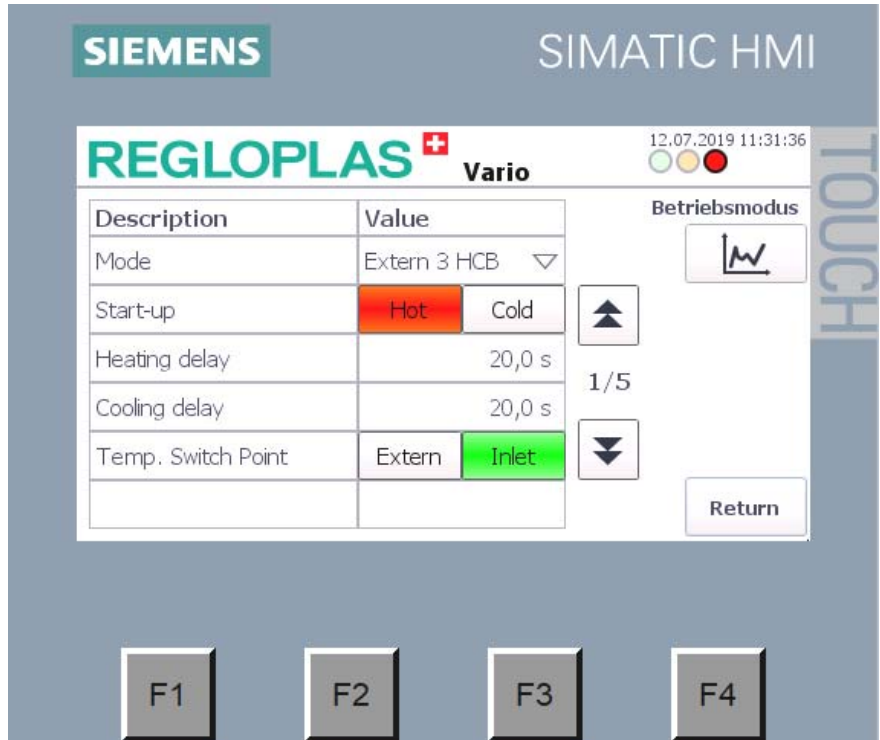 SIEMENS
SIMATIC HMI
TOUCH
REGLOPLAS Vario
12.07.2019 11:31:36
Betriebsmodus
Description Value
Mode Extern 3 HCB
Start-up Hot Cold
Heating delay 20,0 s
1/5
Cooling delay 20,0 s
Temp. Switch Point Extern Inlet
Return
F1 F2 F3 F4